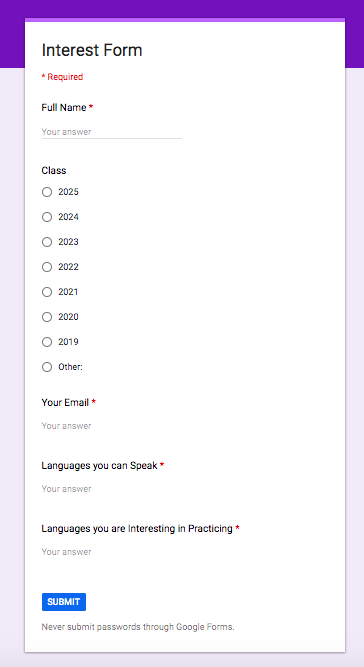 Interest Form
* Required
Full Name *
Your answer
Class
2025
2024
2023
2022
2021
2020
2019
Other:
Your Email *
Your answer
Languages you can Speak *
Your answer
Languages you are Interesting in Practicing *
Your answer
SUBMIT
Never submit passwords through Google Forms.